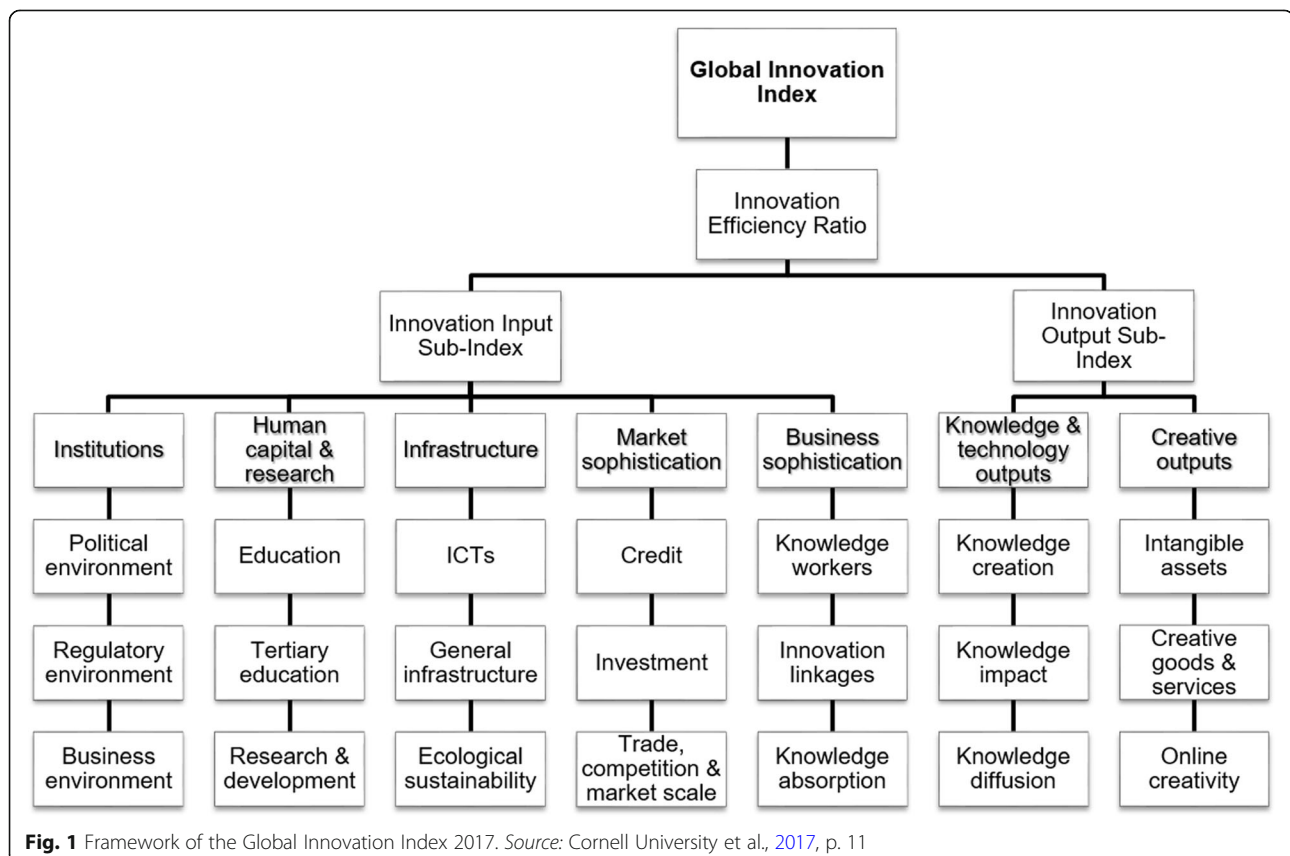 Global Innovation
Index
Innovation
Efficiency Ratio
Innovation Input
Sub-Index
Innovation
Output Sub-
Index
Institutions
Human
capital &
research
Infrastructure
Market
sophistication
Business
sophistication
Knowledge &
technology
outputs
Creative
outputs
Political
environment
Education
ICTs
Credit
Knowledge
workers
Knowledge
creation
Intangible
assets
Regulatory
environment
Tertiary
education
General
infrastructure
Investment
Innovation
linkages
Knowledge
impact
Creative
goods &
services
Business
environment
Research &
development
Ecological
sustainability
Trade,
competition &
market scale
Knowledge
absorption
Knowledge
diffusion
Online
creativity
Fig. 1 Framework of the Global Innovation Index 2017. Source: Cornell University et al., 2017, p. 11